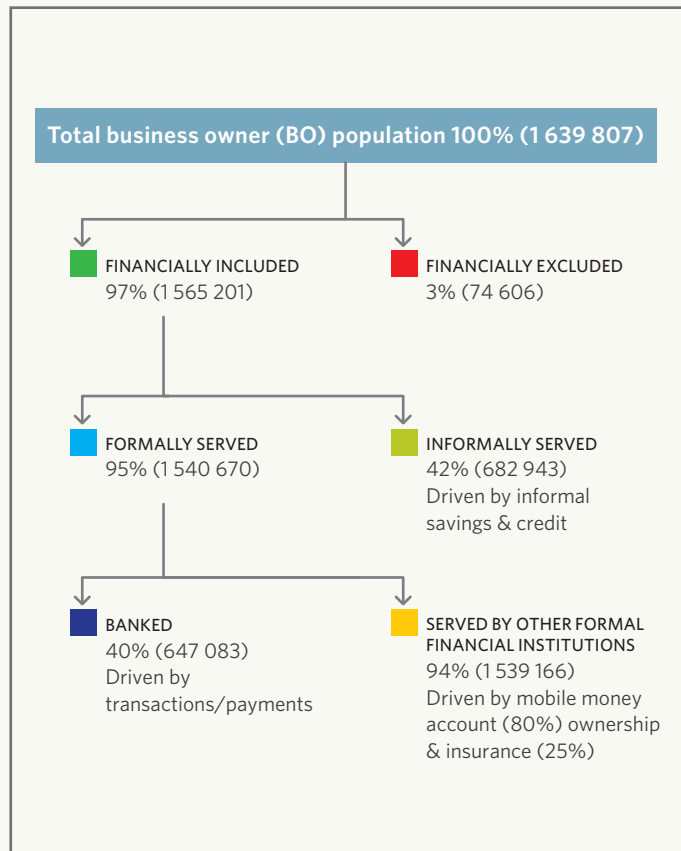 Total business owner (BO) population 100% (1 639 807)
FINANCIALLY INCLUDED
97% (1 565 201)
FINANCIALLY EXCLUDED
3% (74 606)
FORMALLY SERVED
95% (1 540 670)
INFORMALLY SERVED
42% (682 943)
Driven by informal
savings & credit
BANKED
40% (647 083)
Driven by
transactions/payments
SERVED BY OTHER FORMAL
FINANCIAL INSTITUTIONS
94% (1 539 166)
Driven by mobile money
account (80%) ownership
& insurance (25%)